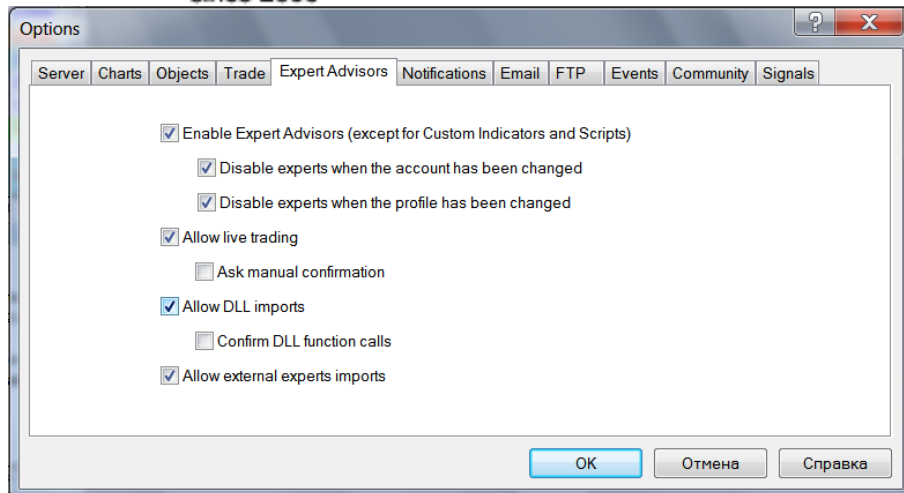 Options
Server Charts Objects Trade Expert Advisors Notifications Email FTP Events Community Signals
Enable Expert Advisors (except for Custom Indicators and Scripts)
Disable experts when the account has been changed
Disable experts when the profile has been changed
Allow live trading
Ask manual confirmation
Allow DLL imports
Confirm DLL function calls
Allow external experts imports
OK Отмена Справка